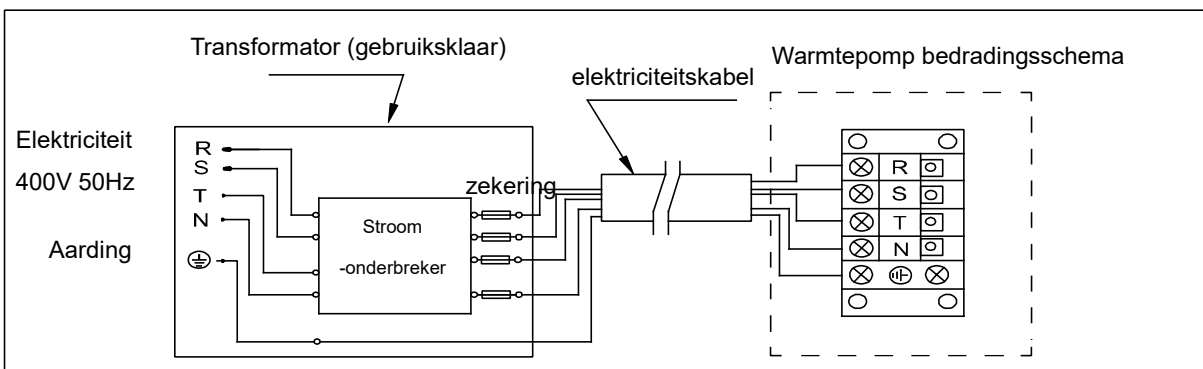 Transformator (gebruiksklaar)
elektriciteitskabel
Warmtepomp bedradingsschema
Elektriciteit
400V 50Hz
Aarding
R
S
T
N
zekering
Stroom
-onderbreker
R
S
T
N